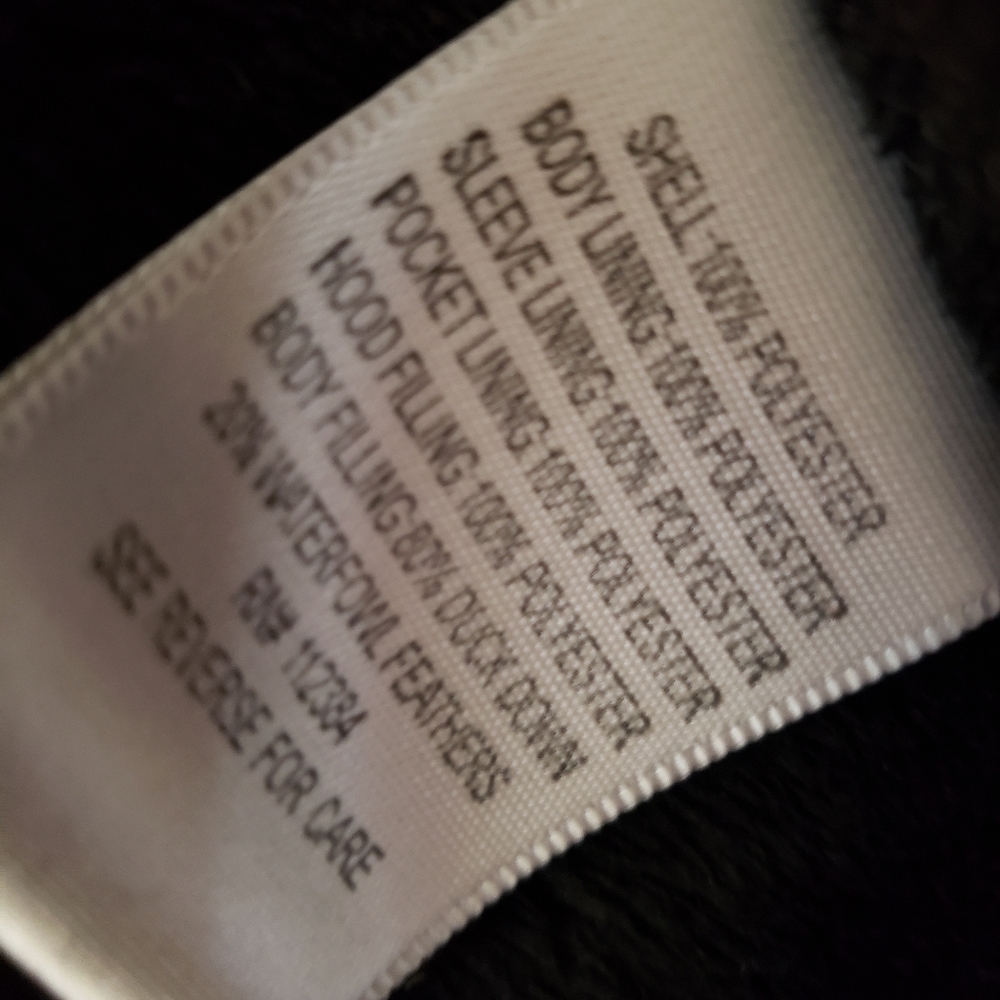 SHELL 100% POLYESTER
BODY LINING 100% POLYESTER
SLEEVE LINING 100% POLYESTER
POCKET LINING 100% POLYESTER
HOOD FILLING 100% POLYESTER
BODY FILLING 80% DUCK DOWN
20% WATERFOWL FEATHERS
RN# 112384
SEE REVERSE FOR CARE